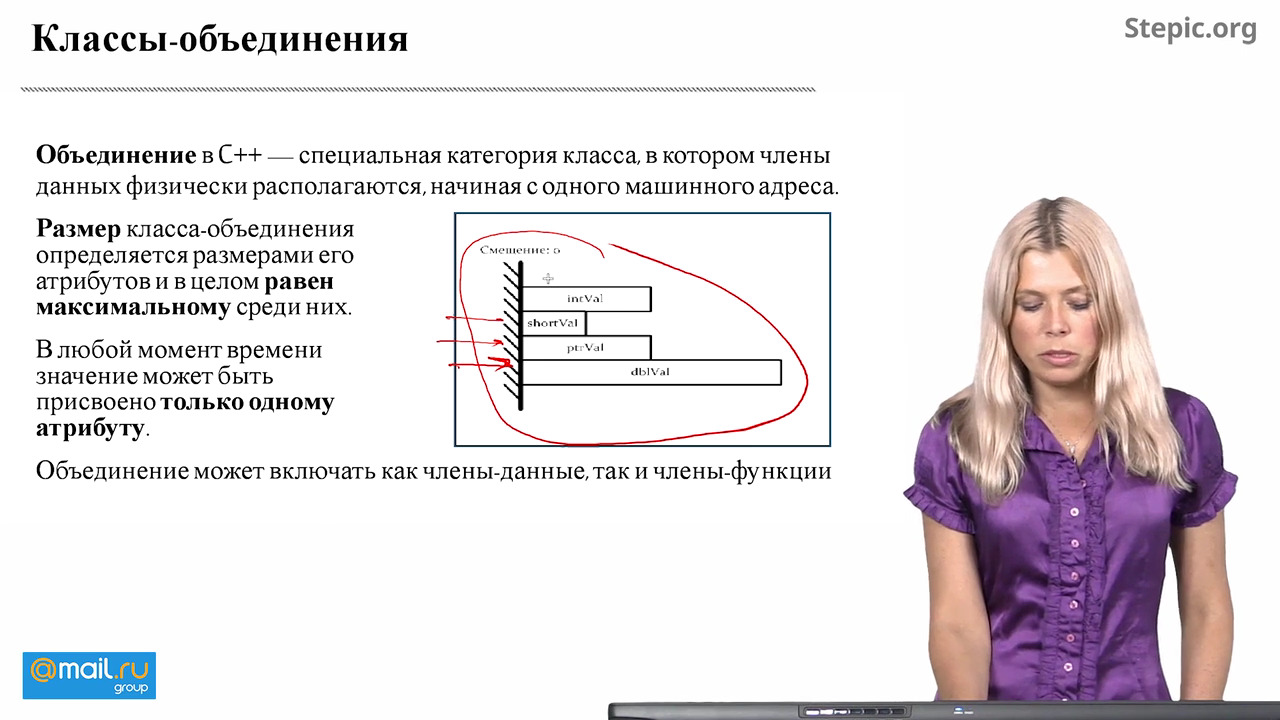 Классы-объединения
Stepic.org
Объединение в C++ — специальная категория класса, в котором члены
данных физически располагаются, начиная с одного машинного адреса.
Размер класса-объединения
определяется размерами его
атрибутов и в целом равен
максимальному среди них.
В любой момент времени
значение может быть
присвоено только одному
атрибуту.
Смещение: 0
intVal
shortVal
ptrVal
dblVal
Объединение может включать как члены-данные, так и члены-функции
@mail.ru
group